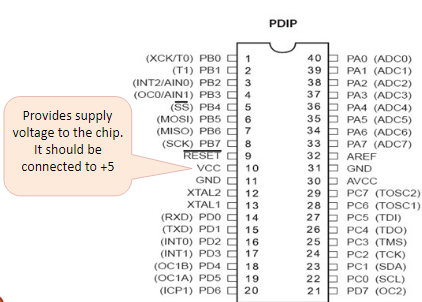 PDIP
(XCK/T0) PB0 1 40 PA0 (ADC0)
(T1) PB1 2 39 PA1 (ADC1)
(INT2/AIN0) PB2 3 38 PA2 (ADC2)
(OC0/AIN1) PB3 4 37 PA3 (ADC3)
(SS) PB4 5 36 PA4 (ADC4)
(MOSI) PB5 6 35 PA5 (ADC5)
(MISO) PB6 7 34 PA6 (ADC6)
(SCK) PB7 8 33 PA7 (ADC7)
RESET 9 32 AREF
VCC 10 31 GND
GND 11 30 AVCC
XTAL2 12 29 PC7 (TOSC2)
XTAL1 13 28 PC6 (TOSC1)
(RXD) PD0 14 27 PC5 (TDI)
(TXD) PD1 15 26 PC4 (TDO)
(INT0) PD2 16 25 PC3 (TMS)
(INT1) PD3 17 24 PC2 (TCK)
(OC1B) PD4 18 23 PC1 (SDA)
(OC1A) PD5 19 22 PC0 (SCL)
(ICP1) PD6 20 21 PD7 (OC2)
Provides supply
voltage to the chip.
It should be
connected to +5